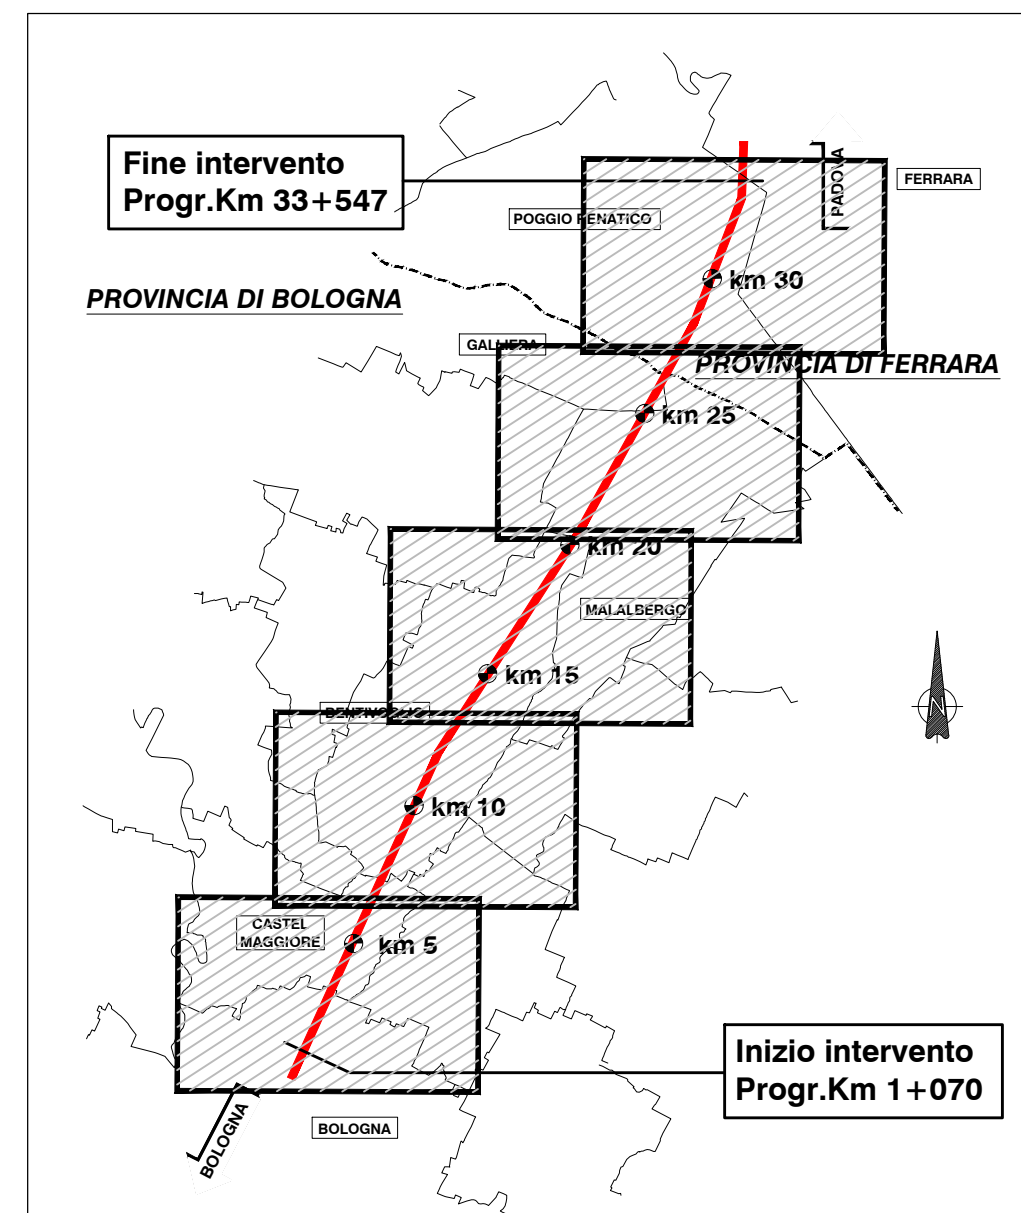 Fine intervento
Progr.Km 33+547
PADOVA
FERRARA
POGGIO RENATICO
km 30
PROVINCIA DI BOLOGNA
GALLIERA
PROVINCIA DI FERRARA
km 25
km 20
MALALBERGO
km 15
N
BENTIVOGLIO
km 10
CASTEL
MAGGIORE
km 5
Inizio intervento
Progr.Km 1+070
BOLOGNA
BOLOGNA